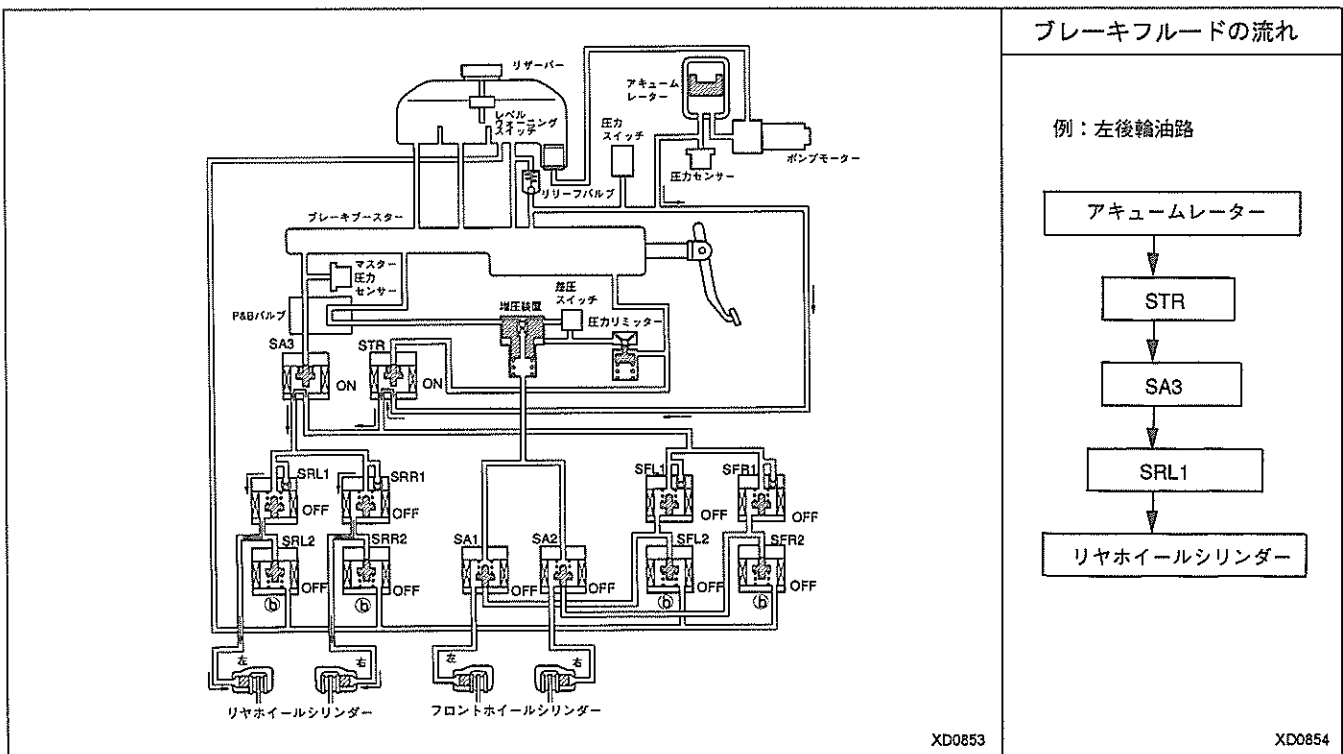 リザーバー
レベル
ウォーニング
スイッチ
アキューム
レーター
圧力
スイッチ
ポンプモーター
圧力センサー
リリーフバルブ
ブレーキブースター
マスター
圧力
センサー
P&Bバルブ
増圧装置
差圧
スイッチ
圧力リミッター
SA3
ON
STR
ON
SRL1
OFF
SRR1
OFF
SFL1
OFF
SFR1
OFF
SRL2
OFF
ⓑ
SRR2
OFF
ⓑ
SA1
OFF
SA2
OFF
SFL2
OFF
ⓑ
SFR2
OFF
ⓑ
左
右
左
右
リヤホイールシリンダー
フロントホイールシリンダー
XD0853
ブレーキフルードの流れ
例：左後輪油路
アキュームレーター
STR
SA3
SRL1
リヤホイールシリンダー
XD0854